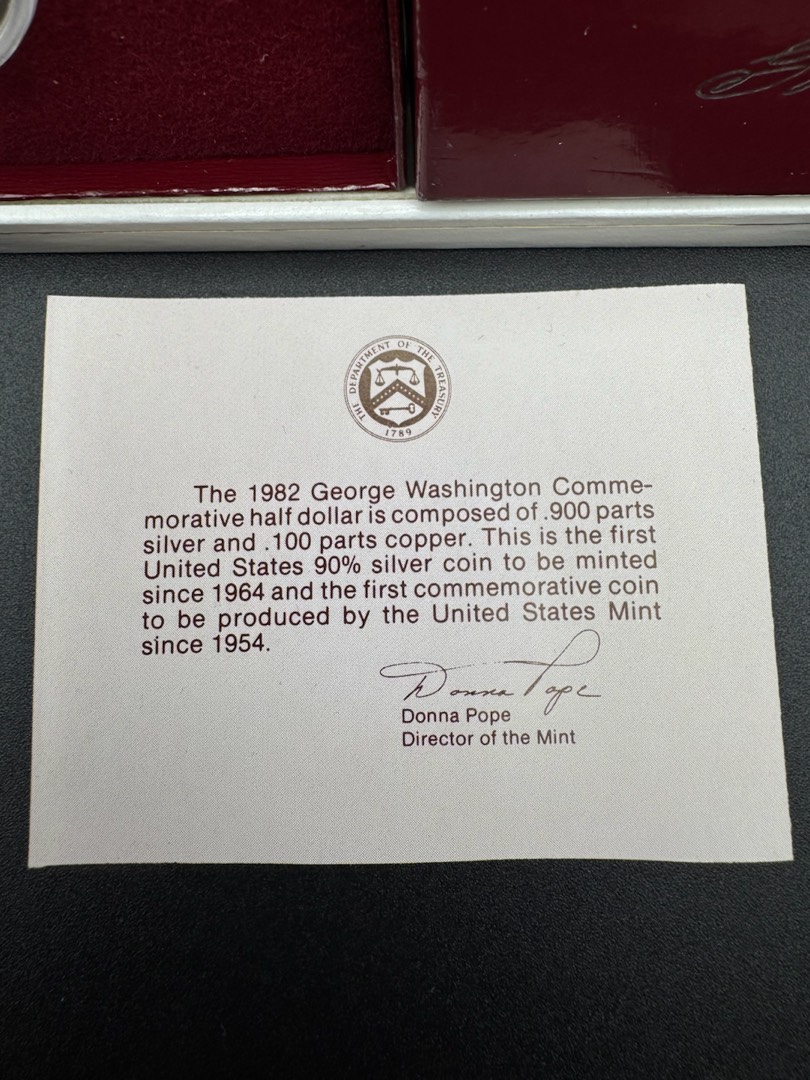 THE DEPARTMENT OF THE TREASURY
1789
The 1982 George Washington Comme-
morative half dollar is composed of .900 parts
silver and .100 parts copper. This is the first
United States 90% silver coin to be minted
since 1964 and the first commemorative coin
to be produced by the United States Mint
since 1954.
Donna Pope
Donna Pope
Director of the Mint